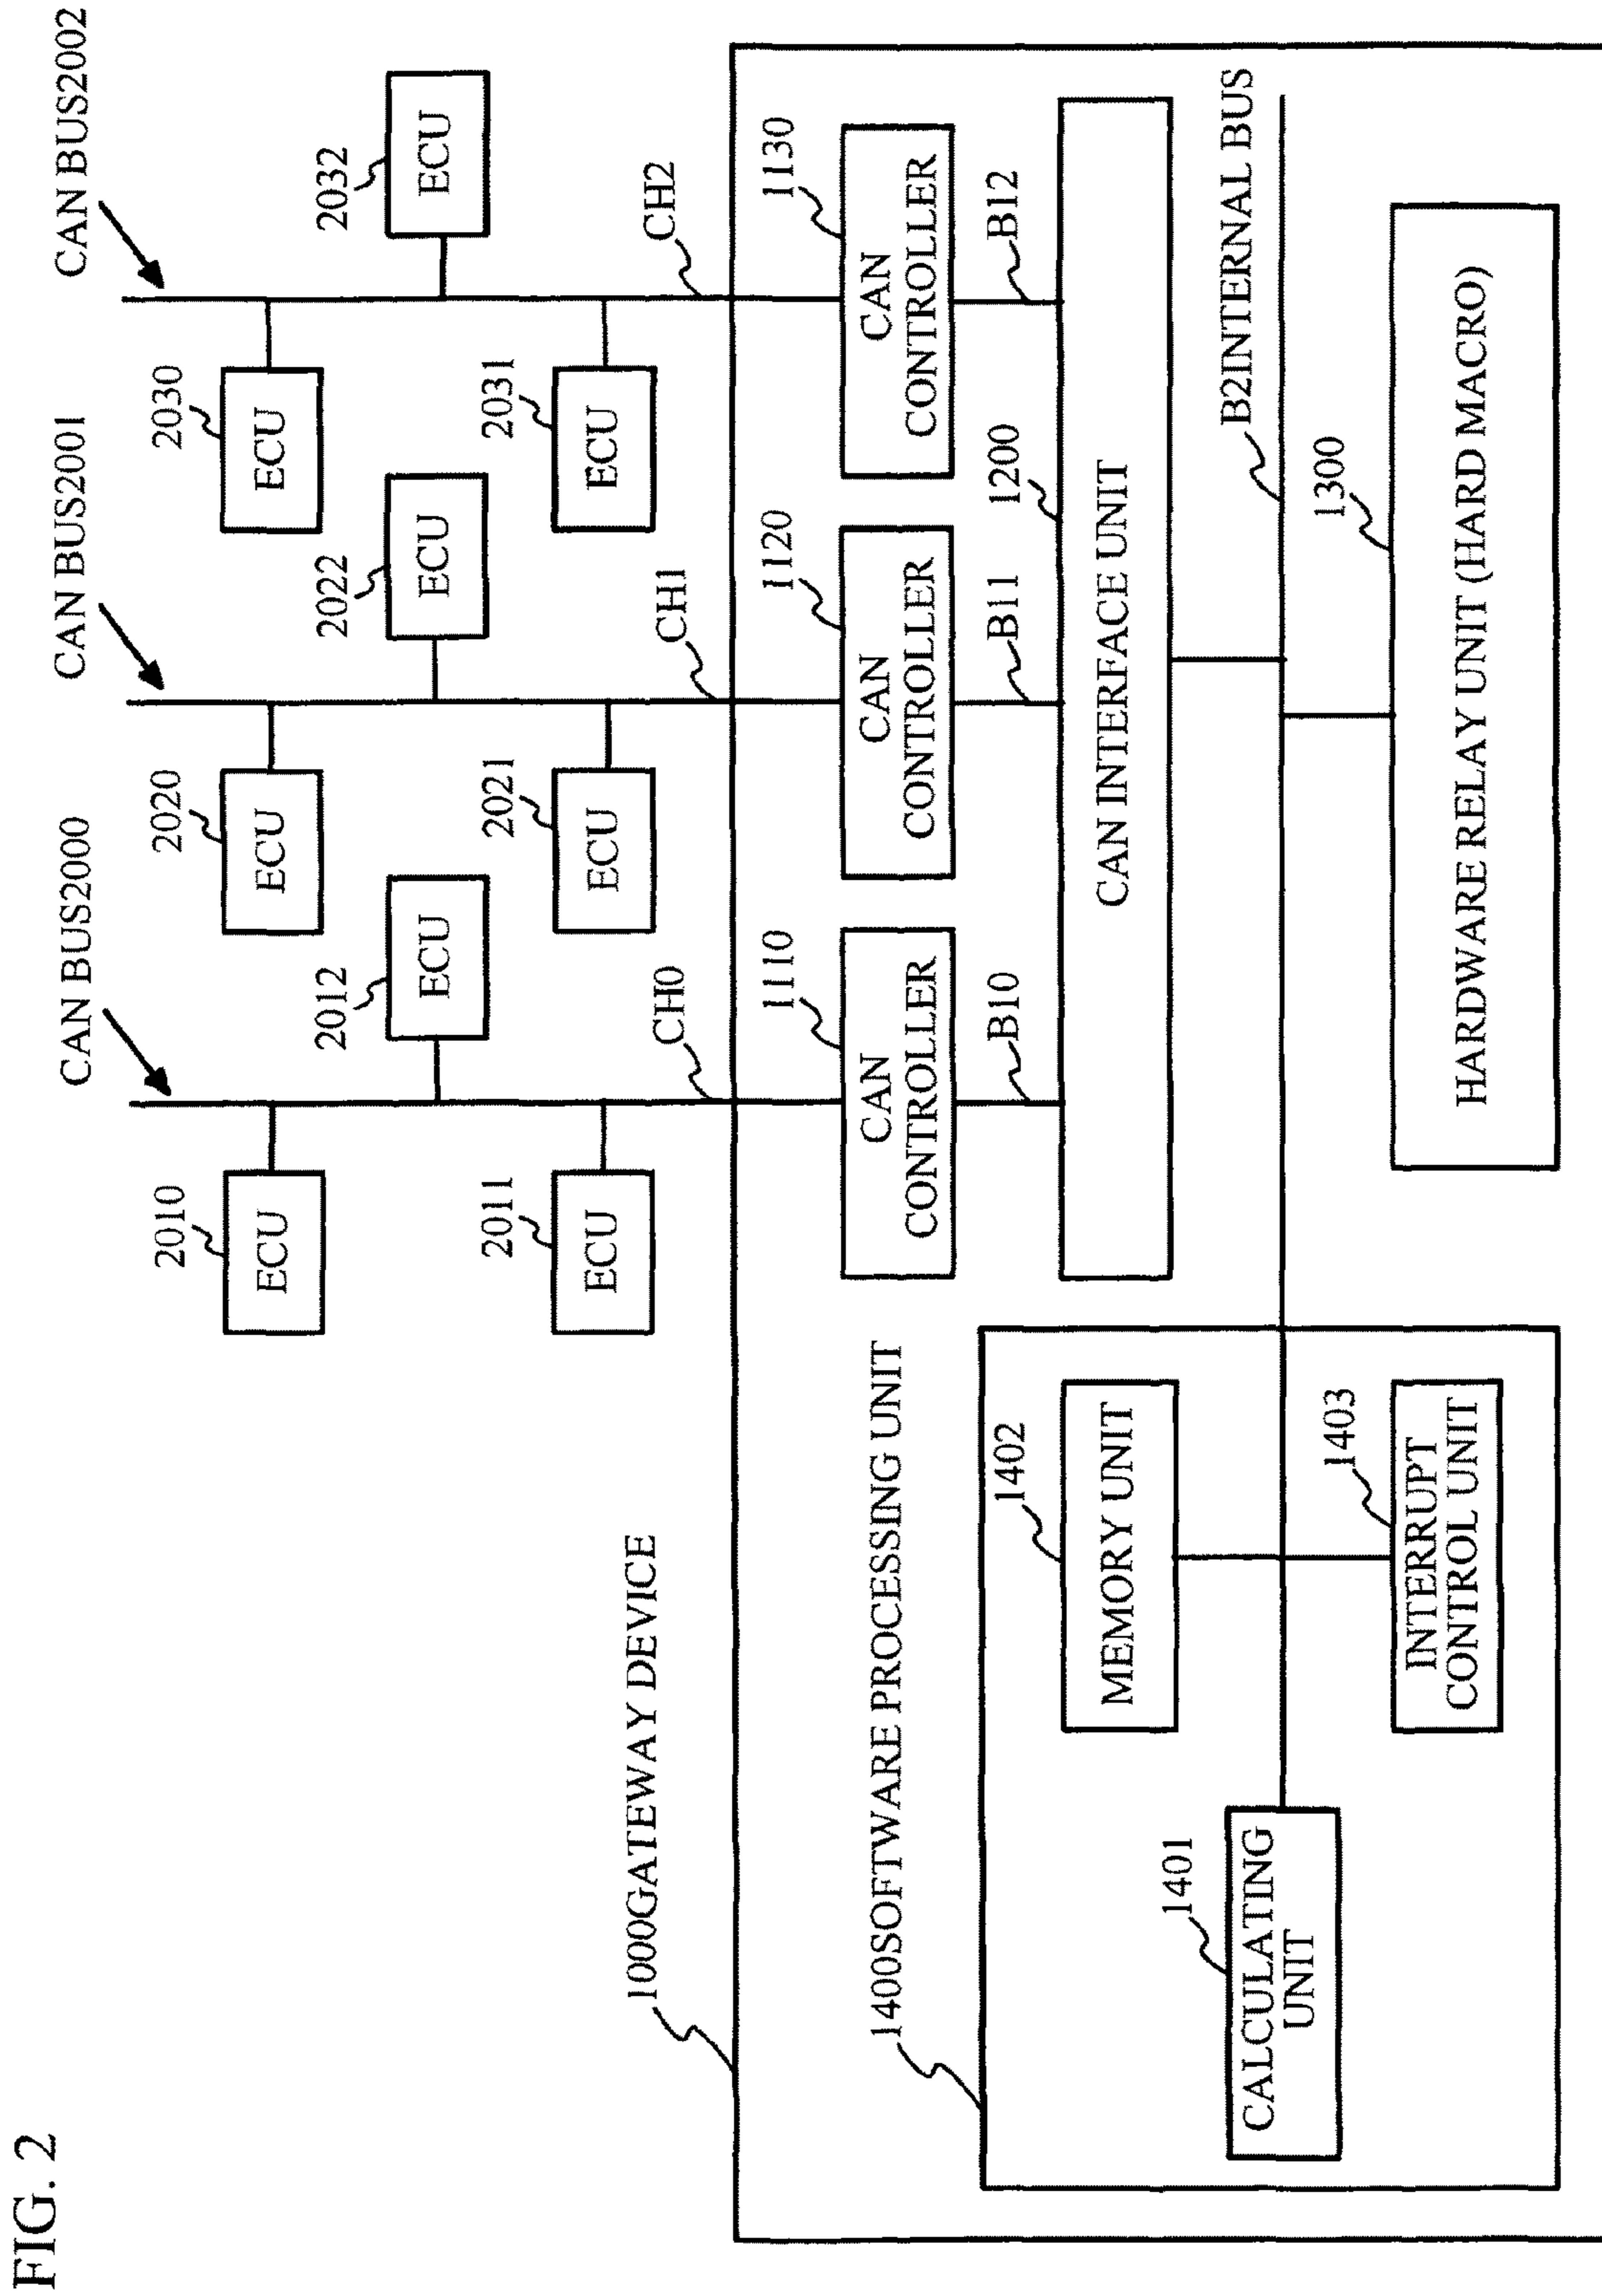 FIG. 2
CAN BUS2000
CAN BUS2001
CAN BUS2002
2010
ECU
2020
ECU
2030
ECU
2012
ECU
2022
ECU
2032
ECU
2011
ECU
2021
ECU
2031
ECU
1000GATEWAY DEVICE
CH0
CH1
CH2
1110
CAN
CONTROLLER
1120
CAN
CONTROLLER
1130
CAN
CONTROLLER
1400SOFTWARE PROCESSING UNIT
B10
B11
1200
B12
1402
MEMORY UNIT
CAN INTERFACE UNIT
1401
CALCULATING
UNIT
B2INTERNAL BUS
1403
INTERRUPT
CONTROL UNIT
1300
HARDWARE RELAY UNIT (HARD MACRO)